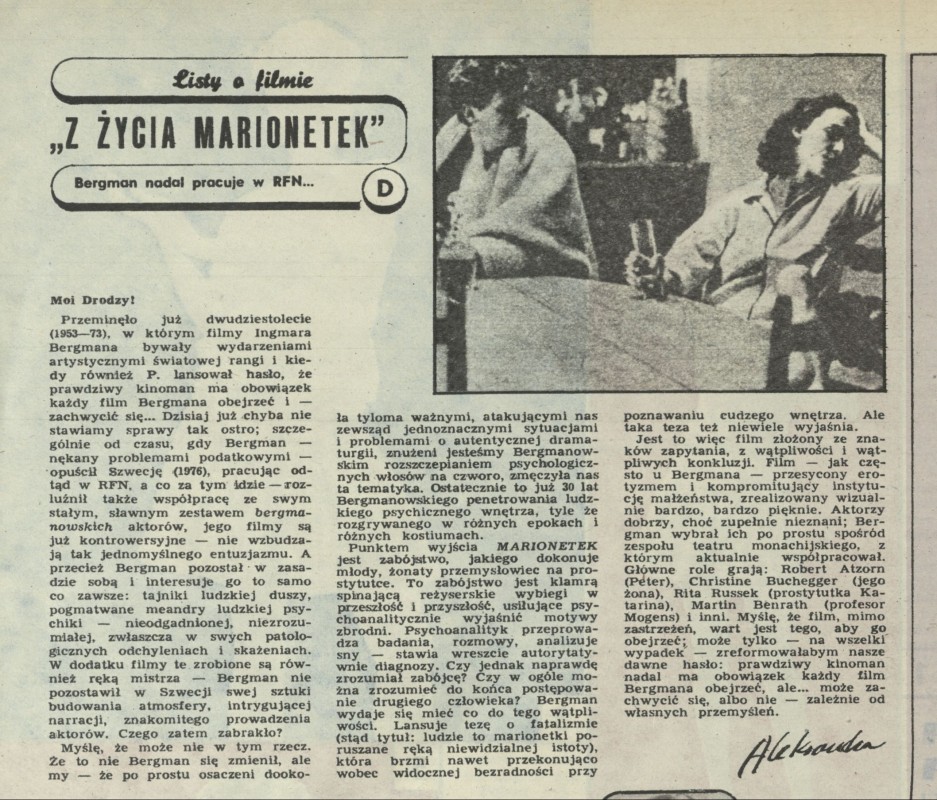 Listy o filmie
„Z ŻYCIA MARIONETEK”
Bergman nadal pracuje w RFN...
D
Moi Drodzy!
Przeminęło już dwudziestolecie
(1953—73), w którym filmy Ingmara
Bergmana bywały wydarzeniami
artystycznymi światowej rangi i kie-
dy również P. lansował hasło, że
prawdziwy kinoman ma obowiązek
każdy film Bergmana obejrzeć i —
zachwycić się... Dzisiaj już chyba nie
stawiamy sprawy tak ostro; szcze-
gólnie od czasu, gdy Bergman —
nękany problemami podatkowymi —
opuścił Szwecję (1976), pracując od-
tąd w RFN, a co za tym idzie — roz-
luźnił także współpracę ze swym
stałym, sławnym zestawem bergma-
nowskich aktorów, jego filmy są
już kontrowersyjne — nie wzbudza-
ją tak jednomyślnego entuzjazmu. A
przecież Bergman pozostał w zasa-
dzie sobą i interesuje go to samo
co zawsze: tajniki ludzkiej duszy,
pogmatwane meandry ludzkiej psy-
chiki — nieodgadnionej, niezrozu-
miałej, zwłaszcza w swych patolo-
gicznych odchyleniach i skażeniach.
W dodatku filmy te zrobione są rów-
nież ręką mistrza — Bergman nie
pozostawił w Szwecji swej sztuki
budowania atmosfery, intrygującej
narracji, znakomitego prowadzenia
aktorów. Czego zatem zabrakło?
Myślę, że może nie w tym rzecz.
Że to nie Bergman się zmienił, ale
my — że po prostu osaczeni dooko-
ła tyloma ważnymi, atakującymi nas
zewsząd jednoznacznymi sytuacjami
i problemami o autentycznej drama-
turgii, znużeni jesteśmy Bergmanow-
skim rozszczepianiem psychologicz-
nych włosów na czworo, zmęczyła nas
ta tematyka. Ostatecznie to już 30 lat
Bergmanowskiego penetrowania ludz-
kiego psychicznego wnętrza, tyle że
rozgrywanego w różnych epokach i
różnych kostiumach.
Punktem wyjścia MARIONETEK
jest zabójstwo, jakiego dokonuje
młody, żonaty przemysłowiec na pro-
stytutce. To zabójstwo jest klamrą
spinającą reżyserskie wybiegi w
przeszłość i przyszłość, usiłujące psy-
choanalitycznie wyjaśnić motywy
zbrodni. Psychoanalityk przeprowa-
dza badania, rozmowy, analizuje
sny — stawia wreszcie autorytaty-
wnie diagnozy. Czy jednak naprawdę
zrozumiał zabójcę? Czy w ogóle mo-
żna zrozumieć do końca postępowa-
nie drugiego człowieka? Bergman
wydaje się mieć co do tego wątpli-
wości. Lansuje tezę o fatalizmie
(stąd tytuł: ludzie to marionetki po-
ruszane ręką niewidzialnej istoty),
która brzmi nawet przekonująco
wobec widocznej bezradności przy
poznawaniu cudzego wnętrza. Ale
taka teza też niewiele wyjaśnia.
Jest to więc film złożony ze zna-
ków zapytania, z wątpliwości i wąt-
pliwych konkluzji. Film — jak czę-
sto u Bergmana — przesycony ero-
tyzmem i kompromitujący instytu-
cję małżeństwa, zrealizowany wizual-
nie bardzo, bardzo pięknie. Aktorzy
dobrzy, choć zupełnie nieznani; Ber-
gman wybrał ich po prostu spośród
zespołu teatru monachijskiego, z
którym aktualnie współpracował.
Główne role grają: Robert Atzorn
(Peter), Christine Buchegger (jego
żona), Rita Russek (prostytutka Ka-
tarina), Martin Benrath (profesor
Mogens) i inni. Myślę, że film, mimo
zastrzeżeń, wart jest tego, aby go
obejrzeć; może tylko — na wszelki
wypadek — zreformowałabym nasze
dawne hasło: prawdziwy kinoman
nadal ma obowiązek każdy film
Bergmana obejrzeć, ale... może za-
chwycić się, albo nie — zależnie od
własnych przemyśleń.
Aleksandra